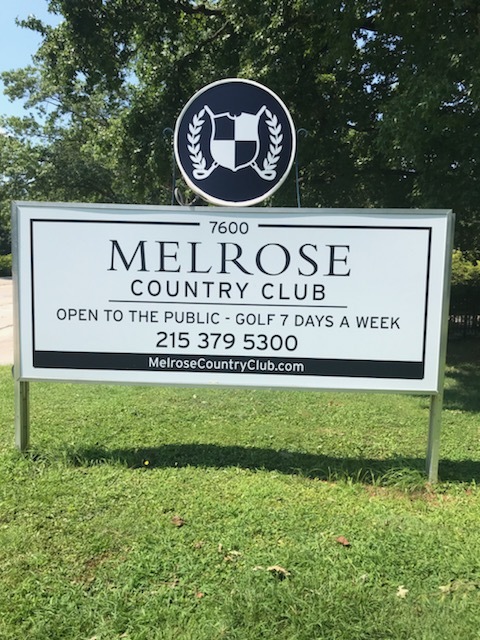 7600
MELROSE
COUNTRY CLUB
OPEN TO THE PUBLIC - GOLF 7 DAYS A WEEK
215 379 5300
MelroseCountryClub.com